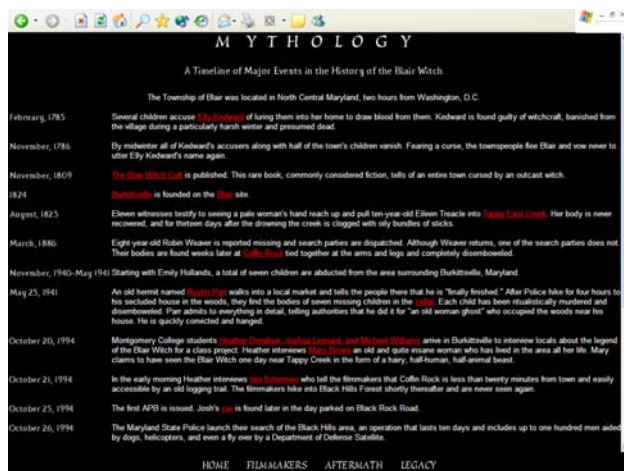 MYTHOLOGY
A Timeline of Major Events in the History of the Blair Witch
The Township of Blair was located in North Central Maryland, two hours from Washington, D.C.
February, 1785 Several children accuse Elly Kedward of luring them into her home to draw blood from them. Kedward is found guilty of witchcraft, banished from
the village during a particularly harsh winter and presumed dead.
November, 1786 By midwinter all of Kedward's accusers along with half of the town's children vanish. Fearing a curse, the townspeople flee Blair and vow never to
utter Elly Kedward's name again.
November, 1809 The Blair Witch Cult is published. This rare book, commonly considered fiction, tells of an entire town cursed by an outcast witch.
1824 Burkittsville is founded on the Blair site.
August, 1825 Eleven witnesses testify to seeing a pale woman's hand reach up and pull ten-year-old Eileen Treacle into Tappy East Creek. Her body is never
recovered, and for thirteen days after the drowning the creek is clogged with oily bundles of sticks.
March, 1886 Eight-year-old Robin Weaver is reported missing and search parties are dispatched. Although Weaver returns, one of the search parties does not.
Their bodies are found weeks later at Coffin Rock tied together at the arms and legs and completely disemboweled.
November, 1940-May 1941 Starting with Emily Hollands, a total of seven children are abducted from the area surrounding Burkittsville, Maryland.
May 25, 1941 An old hermit named Rustin Parr walks into a local market and tells the people there that he is "finally finished." After Police hike for four hours to
his secluded house in the woods, they find the bodies of seven missing children in the cellar. Each child has been ritualistically murdered and
disemboweled. Parr admits to everything in detail, telling authorities that he did it for "an old woman ghost" who occupied the woods near his
house. He is quickly convicted and hanged.
October 20, 1994 Montgomery College students Heather Donahue, Joshua Leonard, and Michael Williams arrive in Burkittsville to interview locals about the legend
of the Blair Witch for a class project. Heather interviews Mary Brown an old and quite insane woman who has lived in the area all her life. Mary
claims to have seen the Blair Witch one day near Tappy Creek in the form of a hairy, half-human, half-animal beast.
October 21, 1994 In the early morning Heather interviews two fishermen who tell the filmmakers that Coffin Rock is less than twenty minutes from town and easily
accessible by an old logging trail. The filmmakers hike into Black Hills Forest shortly thereafter and are never seen again.
October 25, 1994 The first APB is issued. Josh's car is found later in the day parked on Black Rock Road.
October 26, 1994 The Maryland State Police launch their search of the Black Hills area, an operation that lasts ten days and includes up to one hundred men aided
by dogs, helicopters, and even a fly over by a Department of Defense Satellite.
HOME FILMMAKERS AFTERMATH LEGACY